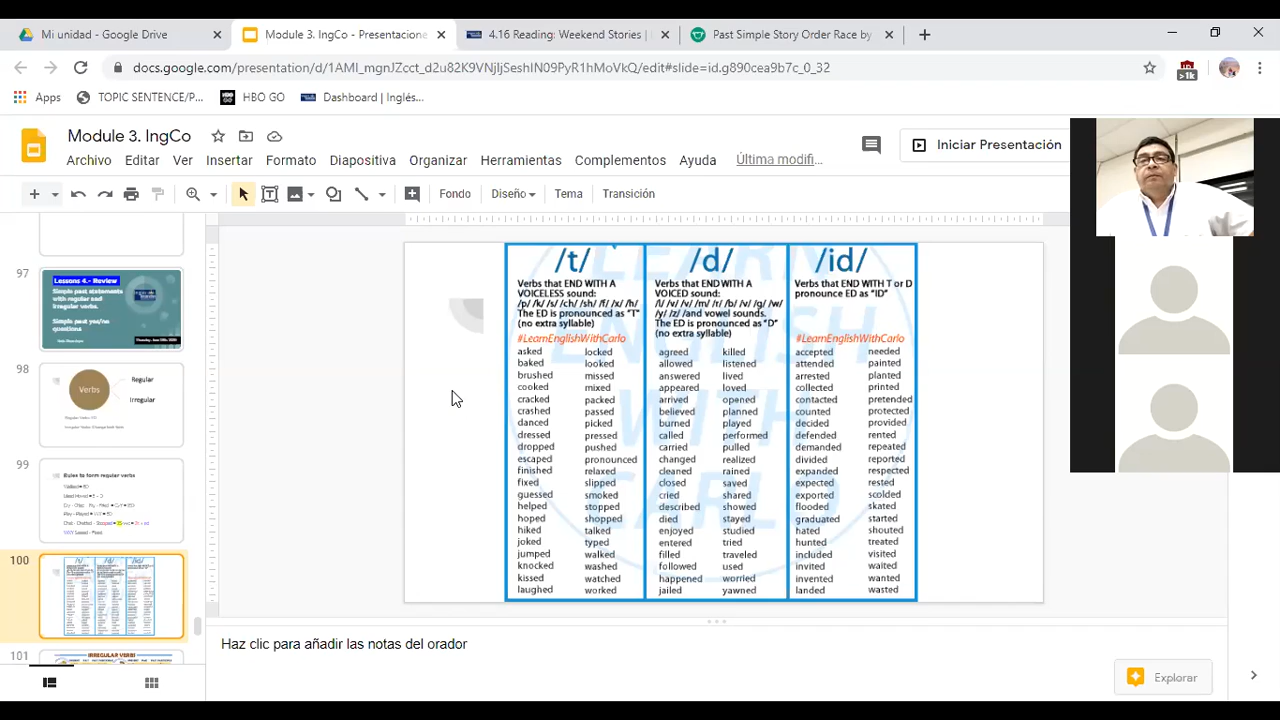 Mi unidad - Google Drive
Module 3. IngCo - Presentacione
4.16 Reading: Weekend Stories |
Past Simple Story Order Race by
docs.google.com/presentation/d/1AMI_mgnJZcct_d2u82K9VNiljSeshIN09PyR1hMoVkQ/edit#slide=id.g890cea9b7c_0_32
>1k
Apps
TOPIC SENTENCE/P...
HBO GO
Dashboard | Inglés...
Module 3. IngCo
Archivo Editar Ver Insertar Formato Diapositiva Organizar Herramientas Complementos Ayuda Última modifi...
Iniciar Presentación
Fondo Diseño Tema Transición
97
Lessons 4.- Review
Simple past statements
with regular and
irregular verbs.
Simple past yes/no
questions
98
Verbs
Regular
Irregular
99
Rules to form regular verbs
100
101
IRREGULAR VERBS
/t/
Verbs that END WITH A
VOICELESS sound:
/p/ /k/ /s/ /ch/ /sh/ /f/ /x/ /h/
The ED is pronounced as "T"
(no extra syllable)
#LearnEnglishWithCarlo
asked locked
baked looked
brushed missed
cooked mixed
cracked packed
crashed passed
danced picked
dressed pressed
dropped pushed
escaped pronounced
finished relaxed
fixed slipped
guessed smoked
helped stopped
hoped shopped
hiked talked
joked typed
jumped walked
knocked washed
kissed watched
laughed worked
/d/
Verbs that END WITH A
VOICED sound:
/l/ /v/ /n/ /m/ /r/ /b/ /v/ /g/ /w/
/y/ /z/ /and vowel sounds.
The ED is pronounced as "D"
(no extra syllable)
agreed killed
allowed listened
answered lived
appeared loved
arrived opened
believed planned
burned played
called performed
carried pulled
changed realized
cleaned rained
closed saved
cried shared
described showed
died stayed
enjoyed studied
entered tried
filled traveled
followed used
happened worried
jailed yawned
/id/
Verbs that END WITH T or D
pronounce ED as "ID"
#LearnEnglishWithCarlo
accepted needed
attended painted
arrested planted
collected printed
contacted pretended
counted protected
decided provided
defended rented
demanded repeated
divided reported
expanded respected
expected rested
exported scolded
flooded skated
graduated started
hated shouted
hunted treated
included visited
invited waited
invented wanted
landed wasted
LEARN
ENGLISH
WITH
CARLO
Haz clic para añadir las notas del orador
Explorar